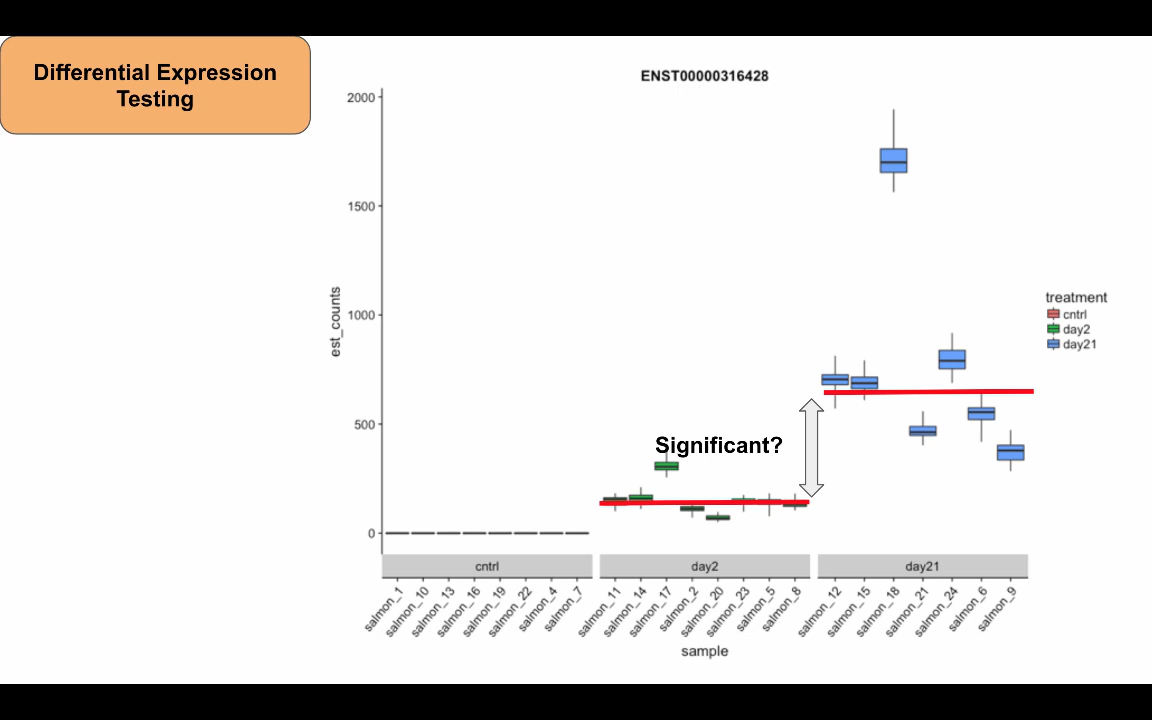 Differential Expression
Testing
ENST00000316428
2000
1500
1000
500
0
est_counts
Significant?
treatment
cntrl
day2
day21
cntrl
day2
day21
salmon_1
salmon_10
salmon_13
salmon_16
salmon_19
salmon_22
salmon_4
salmon_7
salmon_11
salmon_14
salmon_17
salmon_2
salmon_20
salmon_23
salmon_5
salmon_8
salmon_12
salmon_15
salmon_18
salmon_21
salmon_24
salmon_6
salmon_9
sample